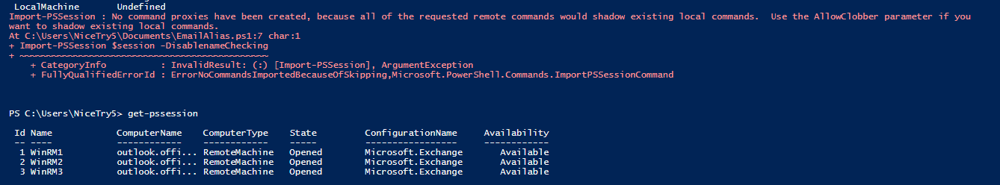 LocalMachine Undefined
Import-PSSession : No command proxies have been created, because all of the requested remote commands would shadow existing local commands.  Use the AllowClobber parameter if you
want to shadow existing local commands.
At C:\Users\NiceTry5\Documents\EmailAlias.ps1:7 char:1
+ Import-PSSession $session -DisablenameChecking
+ ~~~~~~~~~~~~~~~~~~~~~~~~~~~~~~~~~~~~~~~~~~~~~~
+ CategoryInfo : InvalidResult: (:) [Import-PSSession], ArgumentException
+ FullyQualifiedErrorId : ErrorNoCommandsImportedBecauseOfSkipping,Microsoft.PowerShell.Commands.ImportPSSessionCommand
PS C:\Users\NiceTry5> get-pssession
Id Name ComputerName ComputerType State ConfigurationName Availability
-- ---- ------------ ------------ ----- ----------------- ------------
1 WinRM1 outlook.offi... RemoteMachine Opened Microsoft.Exchange Available
2 WinRM2 outlook.offi... RemoteMachine Opened Microsoft.Exchange Available
3 WinRM3 outlook.offi... RemoteMachine Opened Microsoft.Exchange Available